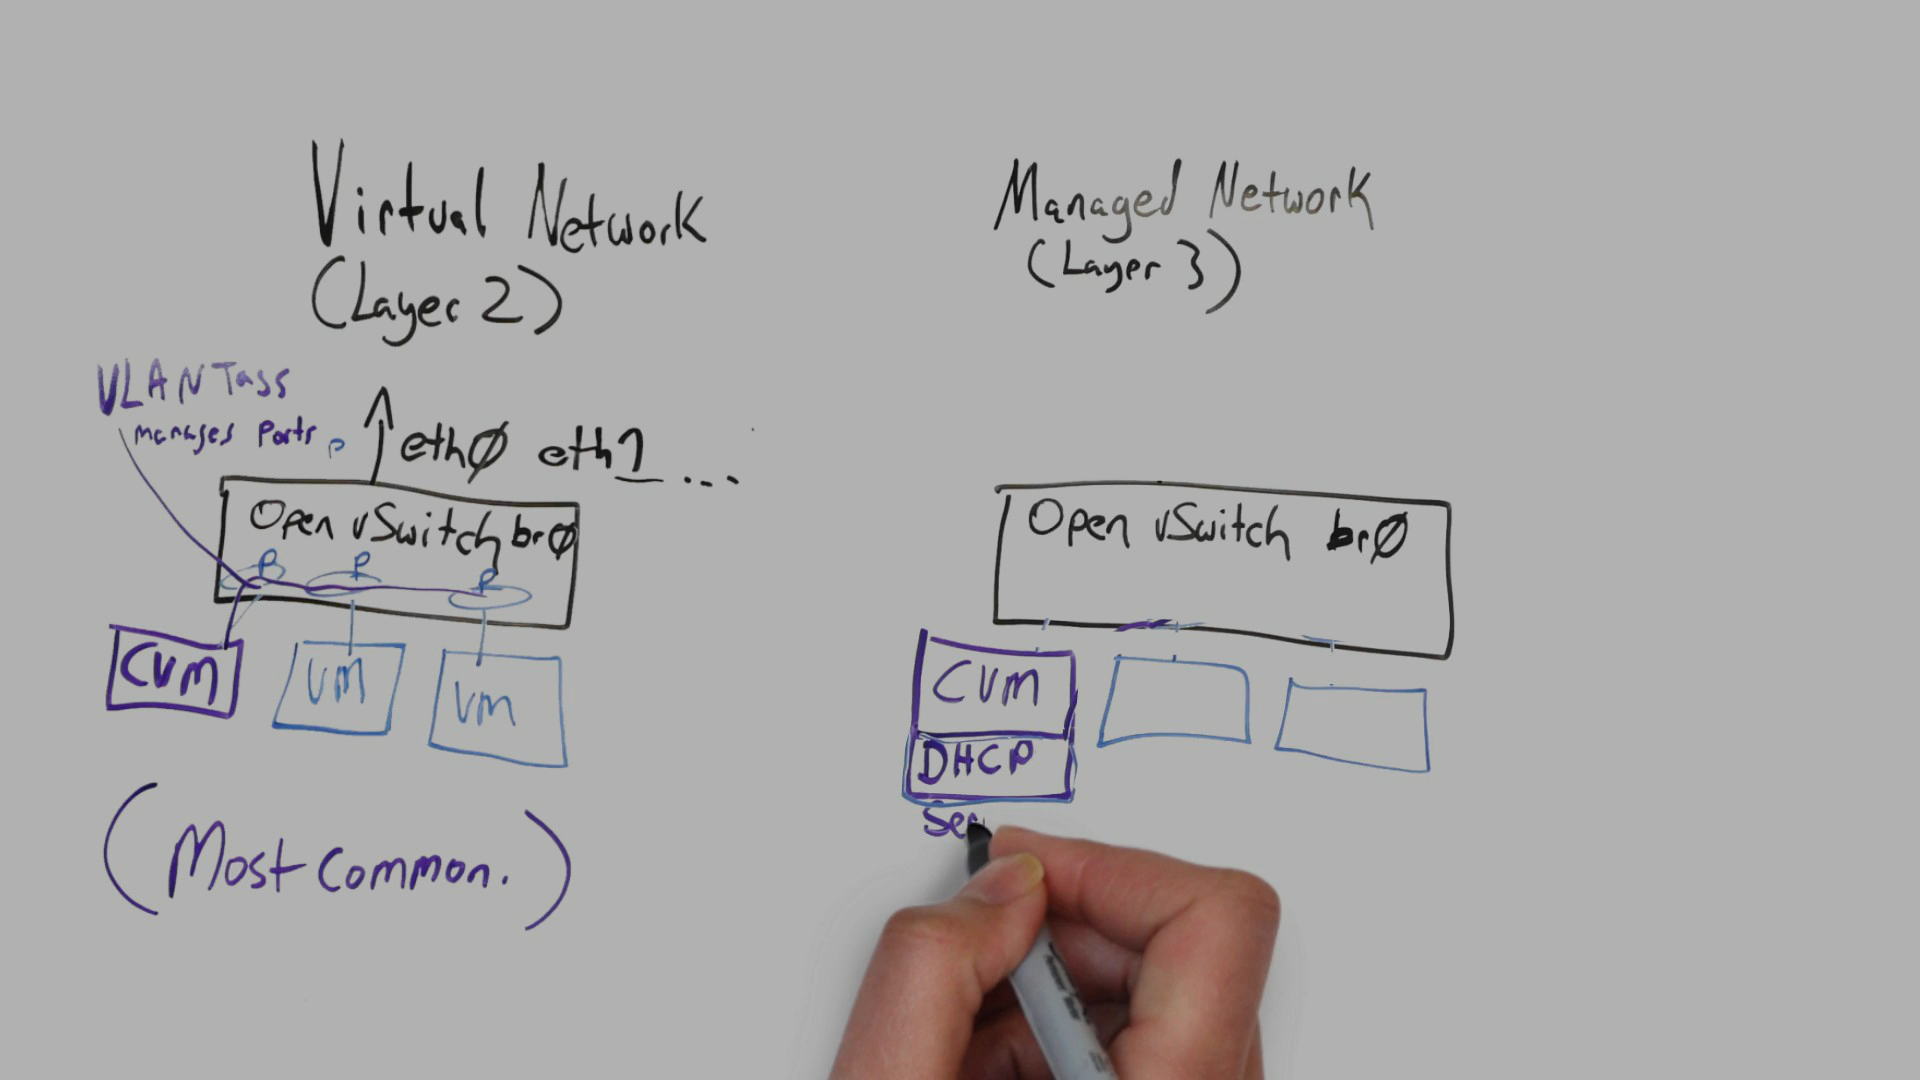 Virtual Network
(Layer 2)
VLAN Tags
manages Ports P
eth0 eth1 ...
Open vSwitch br0
P P P
CVM
VM
VM
(Most common.)
Managed Network
(Layer 3)
Open vSwitch br0
CVM
DHCP
Ser